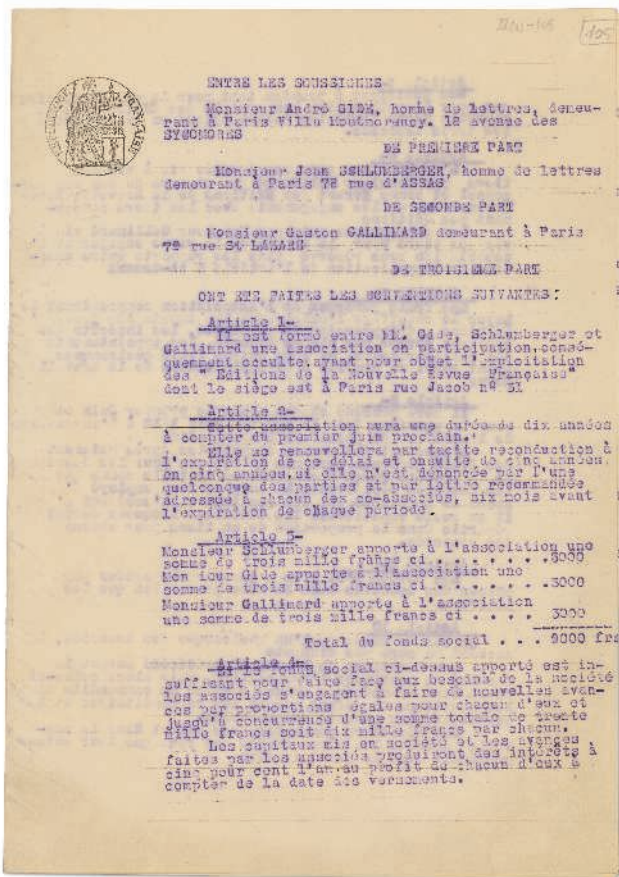 105
ENTRE LES SOUSSIGNES
Monsieur André GIDE, homme de lettres, demeu-
rant à Paris Villa Montmorency. 18 avenue des
SYCOMORES
DE PREMIERE PART
Monsieur Jean SCHLUMBERGER, homme de lettres
demeurant à Paris 78 rue d'ASSAS
DE SECONDE PART
Monsieur Gaston GALLIMARD demeurant à Paris
79 rue St LAZARE
DE TROISIEME PART
ONT ETE FAITES LES CONVENTIONS SUIVANTES:
Article 1-
Il est formé entre MM. Gide, Schlumberger et
Gallimard une association en participation, consé-
quemment occulte, ayant pour objet l'exploitation
des " Editions de la Nouvelle Revue Française"
dont le siège est à Paris rue Jacob nº 31
Article 2-
Cette association aura une durée de dix années
à compter du premier juin prochain.
Elle se renouvellera par tacite reconduction à
l'expiration de ce délai et ensuite de cinq années
en cinq années, si elle n'est dénoncée par l'une
quelconque des parties et par lettre recommandée
adressée à chacun des co-associés, six mois avant
l'expiration de chaque période.
Article 3-
Monsieur Schlumberger apporte à l'association une
somme de trois mille francs ci . . . . . . . 3000
Monsieur Gide apporte à l'association une
somme de trois mille francs ci . . . . . . . 3000
Monsieur Gallimard apporte à l'association
une somme de trois mille francs ci . . . . 3000
Total du fonds social . . . 9000 frs
Article 4-
Si le fonds social ci-dessus apporté est in-
suffisant pour faire face aux besoins de la société
les associés s'engagent à faire de nouvelles avan-
ces par proportions égales pour chacun d'eux et
jusqu'à concurrence d'une somme totale de trente
mille francs soit dix mille francs par chacun.
Les capitaux mis en société et les avances
faites par les associés produiront des intérêts à
cinq pour cent l'an au profit de chacun d'eux à
compter de la date des versements.